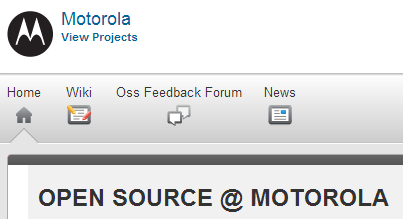 Motorola
View Projects
Home Wiki Oss Feedback Forum News
OPEN SOURCE @ MOTOROLA